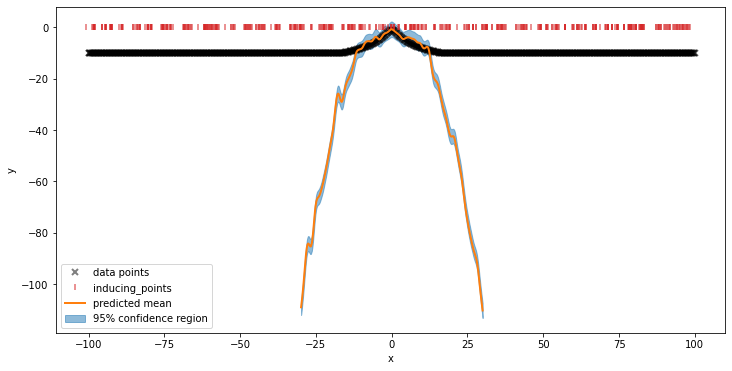 0
−20
−40
−60
−80
−100
y
data points
inducing_points
predicted mean
95% confidence region
−100
−75
−50
−25
0
25
50
75
100
x